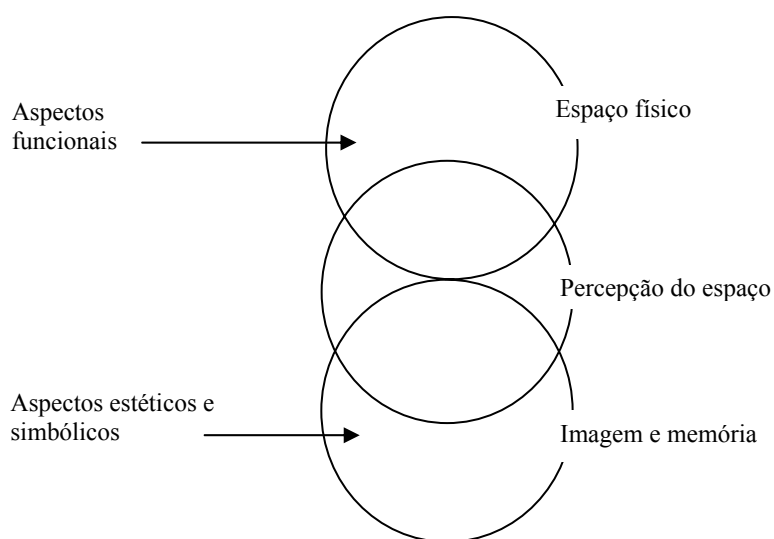 Aspectos
funcionais
Espaço físico
Percepção do espaço
Aspectos estéticos e
simbólicos
Imagem e memória